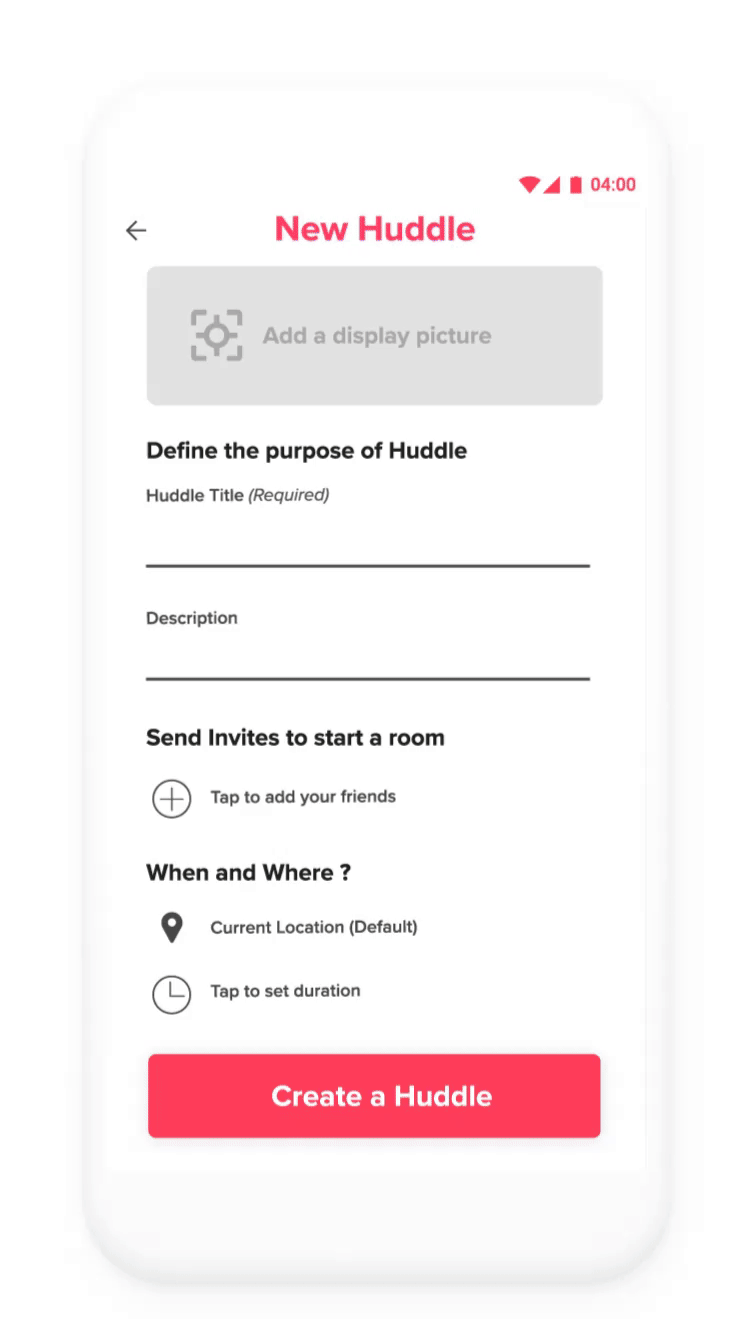 04:00
New Huddle
Add a display picture
Define the purpose of Huddle
Huddle Title (Required)
Description
Send Invites to start a room
Tap to add your friends
When and Where ?
Current Location (Default)
Tap to set duration
Create a Huddle